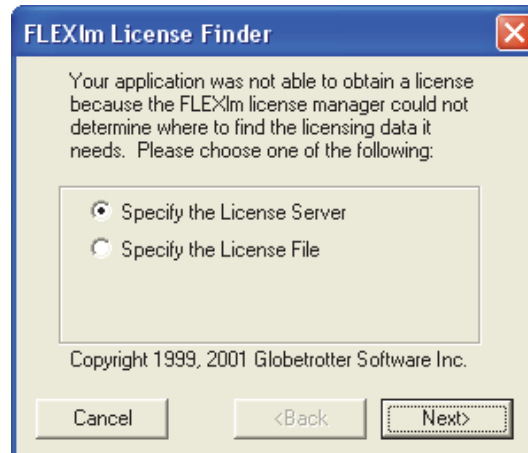 FLEXlm License Finder
Your application was not able to obtain a license
because the FLEXlm license manager could not
determine where to find the licensing data it
needs. Please choose one of the following:
Specify the License Server
Specify the License File
Copyright 1999, 2001 Globetrotter Software Inc.
Cancel
<Back
Next>